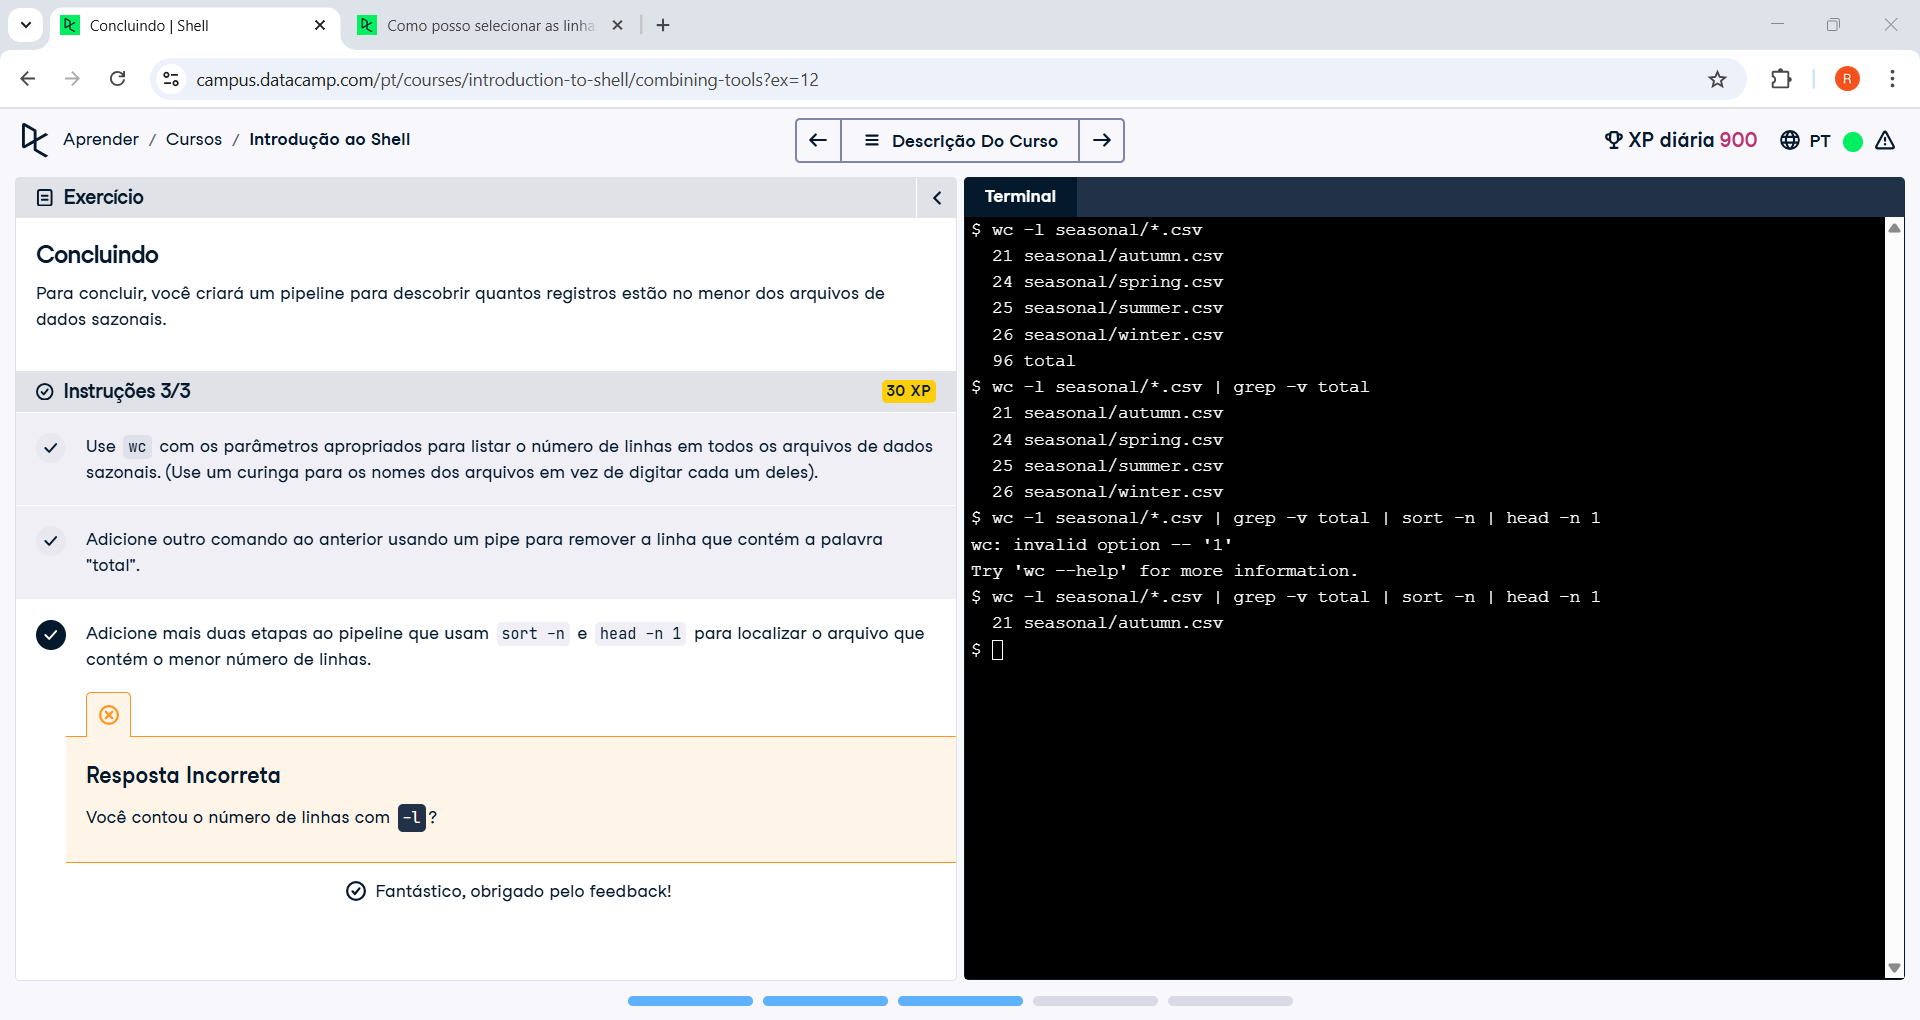 Concluindo | Shell
Como posso selecionar as linha
campus.datacamp.com/pt/courses/introduction-to-shell/combining-tools?ex=12
R
Aprender / Cursos / Introdução ao Shell
Descrição Do Curso
XP diária 900
PT
Exercício
Concluindo
Para concluir, você criará um pipeline para descobrir quantos registros estão no menor dos arquivos de
dados sazonais.
Instruções 3/3
30 XP
Use wc com os parâmetros apropriados para listar o número de linhas em todos os arquivos de dados
sazonais. (Use um curinga para os nomes dos arquivos em vez de digitar cada um deles).
Adicione outro comando ao anterior usando um pipe para remover a linha que contém a palavra
"total".
Adicione mais duas etapas ao pipeline que usam sort -n e head -n 1 para localizar o arquivo que
contém o menor número de linhas.
Resposta Incorreta
Você contou o número de linhas com -l?
Fantástico, obrigado pelo feedback!
Terminal
$ wc -l seasonal/*.csv
21 seasonal/autumn.csv
24 seasonal/spring.csv
25 seasonal/summer.csv
26 seasonal/winter.csv
96 total
$ wc -l seasonal/*.csv | grep -v total
21 seasonal/autumn.csv
24 seasonal/spring.csv
25 seasonal/summer.csv
26 seasonal/winter.csv
$ wc -1 seasonal/*.csv | grep -v total | sort -n | head -n 1
wc: invalid option -- '1'
Try 'wc --help' for more information.
$ wc -l seasonal/*.csv | grep -v total | sort -n | head -n 1
21 seasonal/autumn.csv
$